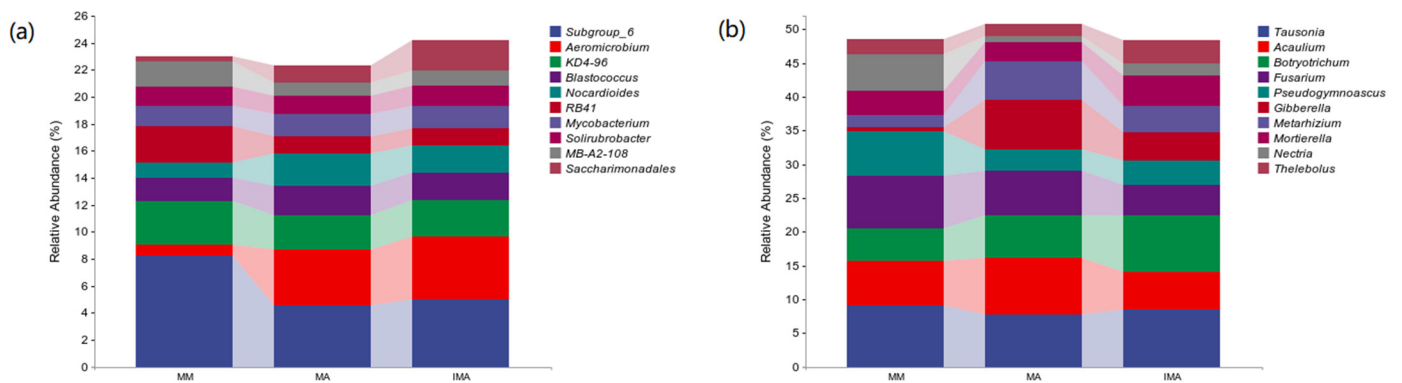 (a)
Relative Abundance (%)
26
24
22
20
18
16
14
12
10
8
6
4
2
0
MM
MA
IMA
Subgroup_6
Aeromicrobium
KD4-96
Blastococcus
Nocardioides
RB41
Mycobacterium
Solirubrobacter
MB-A2-108
Saccharimonadales
(b)
Relative Abundance (%)
50
45
40
35
30
25
20
15
10
5
0
MM
MA
IMA
Tausonia
Acaulium
Botryotrichum
Fusarium
Pseudogymnoascus
Gibberella
Metarhizium
Mortierella
Nectria
Thelebolus